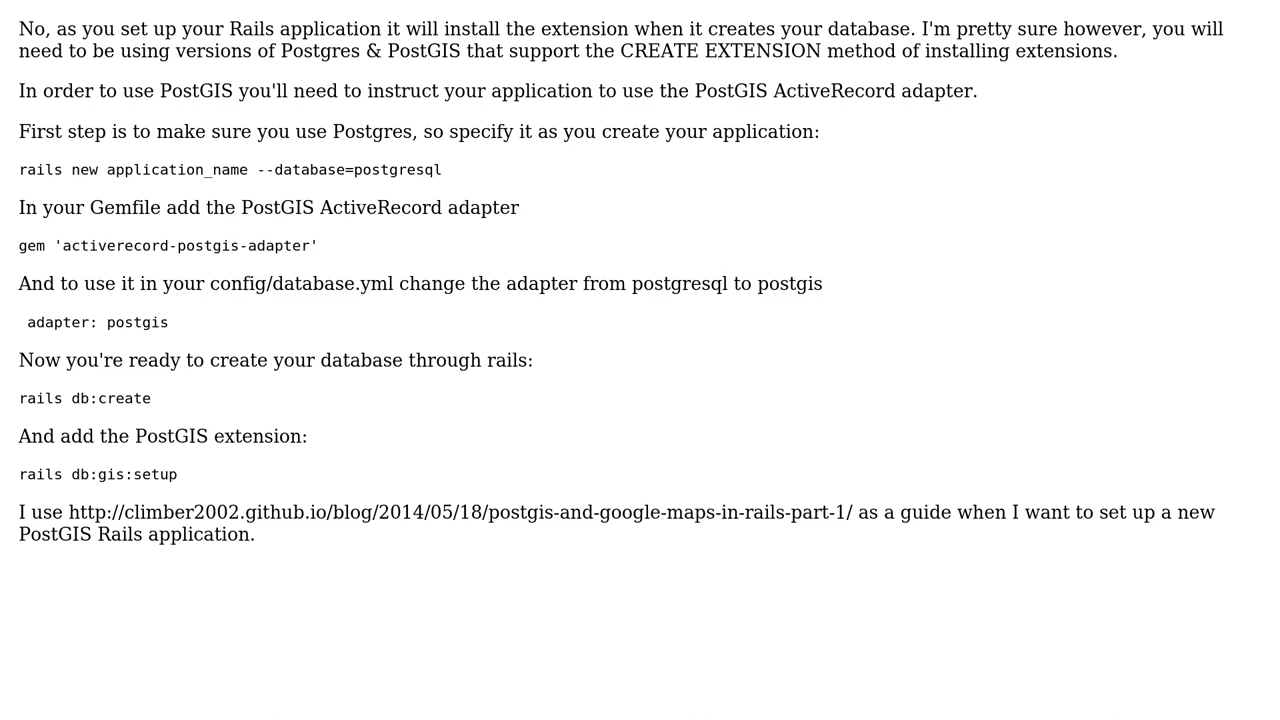 No, as you set up your Rails application it will install the extension when it creates your database. I'm pretty sure however, you will
need to be using versions of Postgres & PostGIS that support the CREATE EXTENSION method of installing extensions.
In order to use PostGIS you'll need to instruct your application to use the PostGIS ActiveRecord adapter.
First step is to make sure you use Postgres, so specify it as you create your application:
rails new application_name --database=postgresql
In your Gemfile add the PostGIS ActiveRecord adapter
gem 'activerecord-postgis-adapter'
And to use it in your config/database.yml change the adapter from postgresql to postgis
adapter: postgis
Now you're ready to create your database through rails:
rails db:create
And add the PostGIS extension:
rails db:gis:setup
I use http://climber2002.github.io/blog/2014/05/18/postgis-and-google-maps-in-rails-part-1/ as a guide when I want to set up a new
PostGIS Rails application.